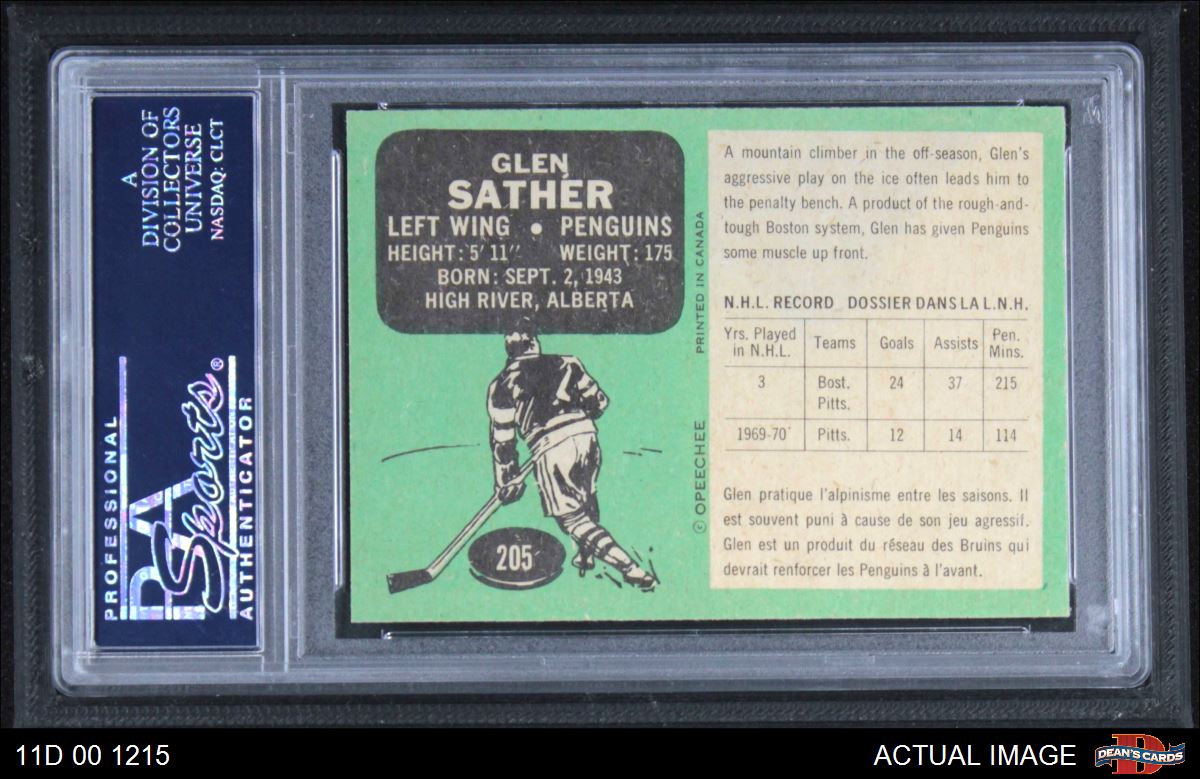 A
DIVISION OF
COLLECTORS
UNIVERSE
NASDAQ: CLCT
PROFESSIONAL
PSA
Sports®
AUTHENTICATOR
GLEN
SATHER
LEFT WING • PENGUINS
HEIGHT: 5' 11" WEIGHT: 175
BORN: SEPT. 2, 1943
HIGH RIVER, ALBERTA
205
© OPEECHEE PRINTED IN CANADA
A mountain climber in the off-season, Glen's
aggressive play on the ice often leads him to
the penalty bench. A product of the rough-and-
tough Boston system, Glen has given Penguins
some muscle up front.
N.H.L. RECORD DOSSIER DANS LA L.N.H.
Yrs. Played in N.H.L. Teams Goals Assists Pen. Mins.
3 Bost. Pitts. 24 37 215
1969-70 Pitts. 12 14 114
Glen pratique l'alpinisme entre les saisons. Il
est souvent puni à cause de son jeu agressif.
Glen est un produit du réseau des Bruins qui
devrait renforcer les Penguins à l'avant.
11D 00 1215
ACTUAL IMAGE
D
DEAN'S CARDS